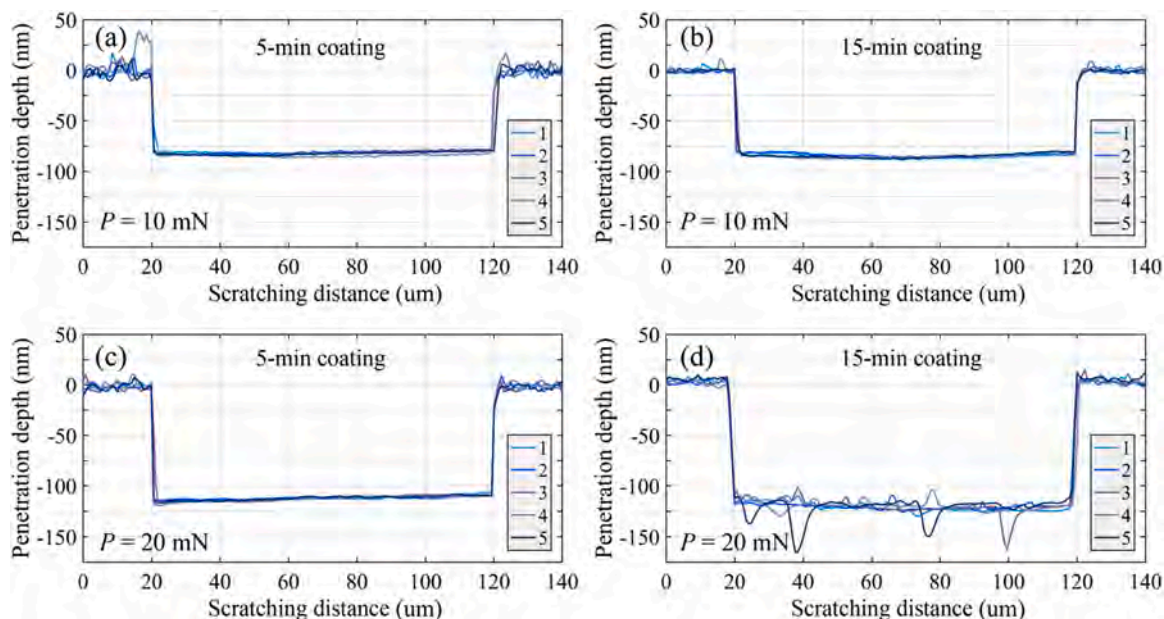 (a) 5-min coating
Penetration depth (nm)
50
0
-50
-100
-150
1
2
3
4
5
P = 10 mN
0 20 40 60 80 100 120 140
Scratching distance (um)
(b) 15-min coating
Penetration depth (nm)
50
0
-50
-100
-150
1
2
3
4
5
P = 10 mN
0 20 40 60 80 100 120 140
Scratching distance (um)
(c) 5-min coating
Penetration depth (nm)
50
0
-50
-100
-150
1
2
3
4
5
P = 20 mN
0 20 40 60 80 100 120 140
Scratching distance (um)
(d) 15-min coating
Penetration depth (nm)
50
0
-50
-100
-150
1
2
3
4
5
P = 20 mN
0 20 40 60 80 100 120 140
Scratching distance (um)